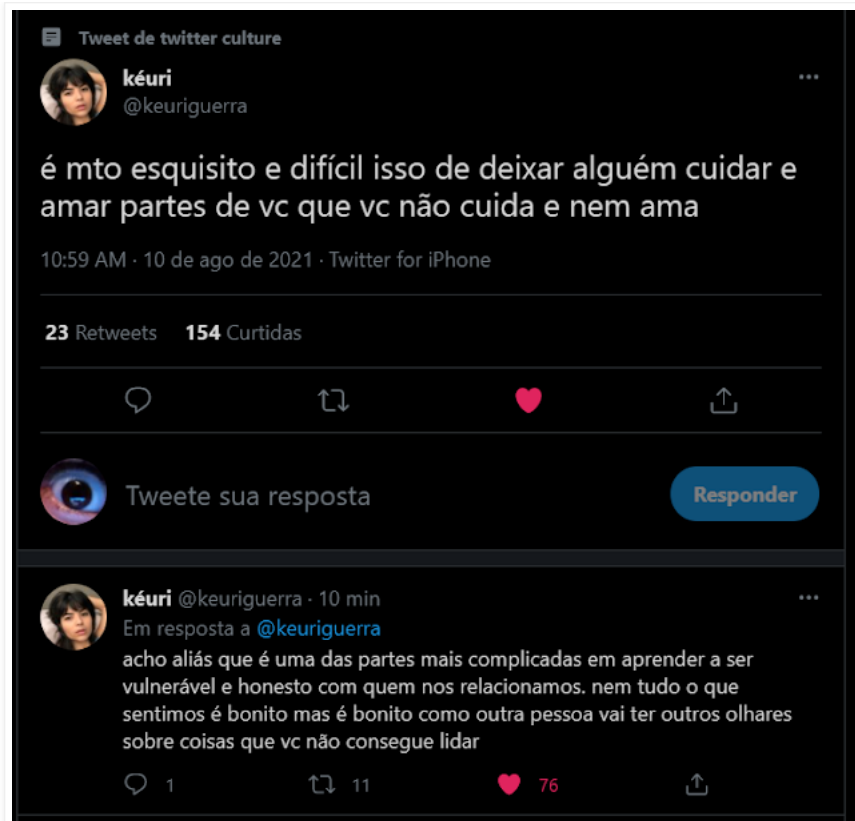 Tweet de twitter culture
kéuri
@keuriguerra
é mto esquisito e difícil isso de deixar alguém cuidar e
amar partes de vc que vc não cuida e nem ama
10:59 AM · 10 de ago de 2021 · Twitter for iPhone
23 Retweets 154 Curtidas
Tweete sua resposta
Responder
kéuri @keuriguerra · 10 min
Em resposta a @keuriguerra
acho aliás que é uma das partes mais complicadas em aprender a ser
vulnerável e honesto com quem nos relacionamos. nem tudo o que
sentimos é bonito mas é bonito como outra pessoa vai ter outros olhares
sobre coisas que vc não consegue lidar
1 11 76